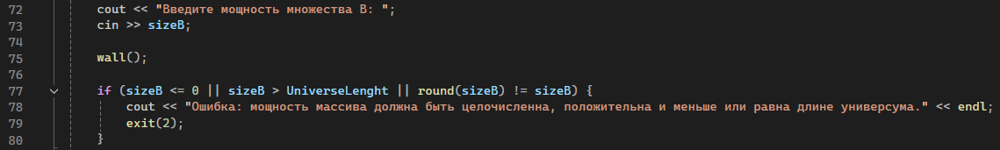 72 cout << "Введите мощность множества B: ";
73 cin >> sizeB;
74
75 wall();
76
77 if (sizeB <= 0 || sizeB > UniverseLenght || round(sizeB) != sizeB) {
78 cout << "Ошибка: мощность массива должна быть целочисленна, положительна и меньше или равна длине универсума." << endl;
79 exit(2);
80 }